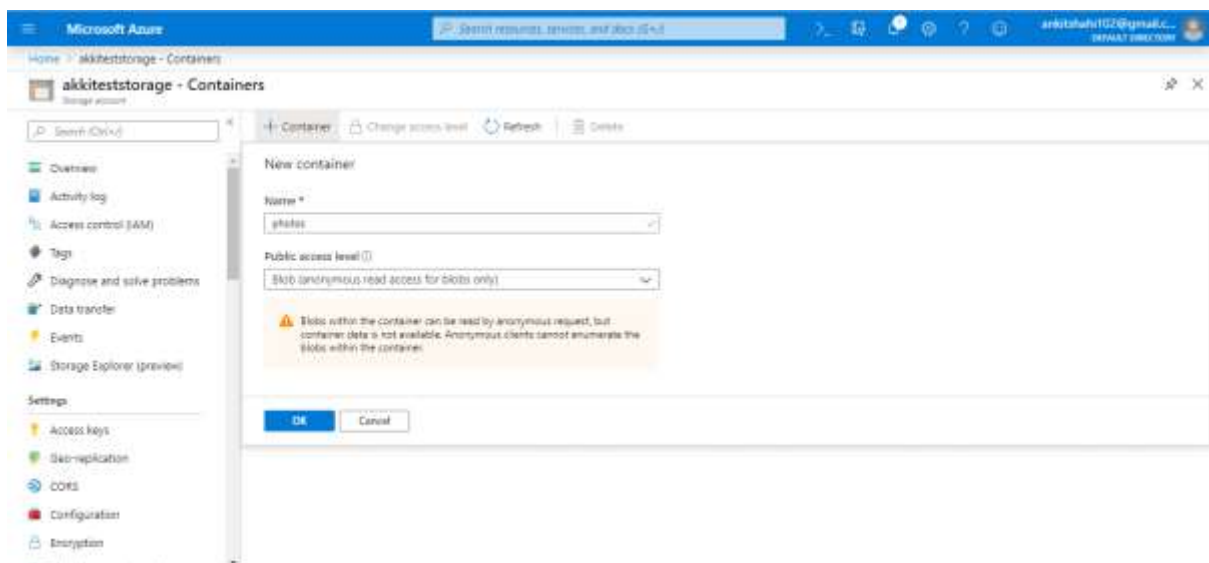 Microsoft Azure
Search resources, services, and docs (G+/)
DEFAULT DIRECTORY
Home > akkiteststorage - Containers
akkiteststorage - Containers
Storage account
Search (Ctrl+/)
Overview
Activity log
Access control (IAM)
Tags
Diagnose and solve problems
Data transfer
Events
Storage Explorer (preview)
Settings
Access keys
Geo-replication
CORS
Configuration
Encryption
+ Container
Change access level
Refresh
Delete
New container
Name *
photos
Public access level
Blob (anonymous read access for blobs only)
Blobs within the container can be read by anonymous request, but
container data is not available. Anonymous clients cannot enumerate the
blobs within the container.
OK
Cancel